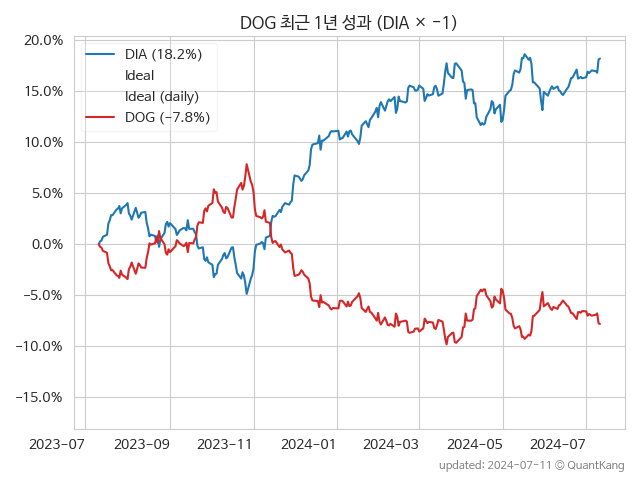 DOG 최근 1년 성과 (DIA × −1)
20.0%
15.0%
10.0%
5.0%
0.0%
−5.0%
−10.0%
−15.0%
DIA (18.2%)
Ideal
Ideal (daily)
DOG (−7.8%)
2023-07
2023-09
2023-11
2024-01
2024-03
2024-05
2024-07
updated: 2024-07-11 © QuantKang